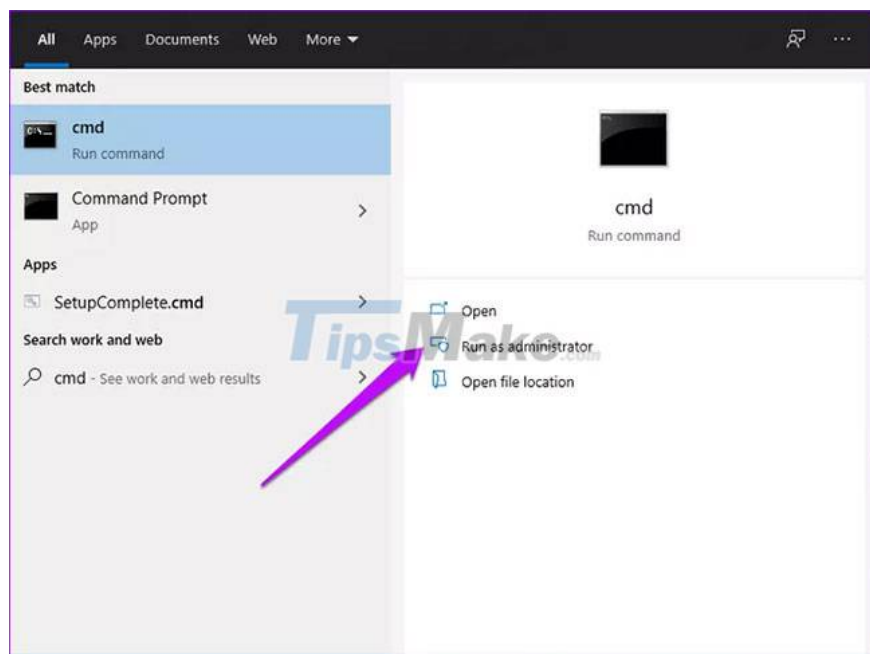 All Apps Documents Web More
Best match
cmd
Run command
Command Prompt
App
Apps
SetupComplete.cmd
Search work and web
cmd - See work and web results
cmd
Run command
Open
Run as administrator
Open file location
TipsMake.com